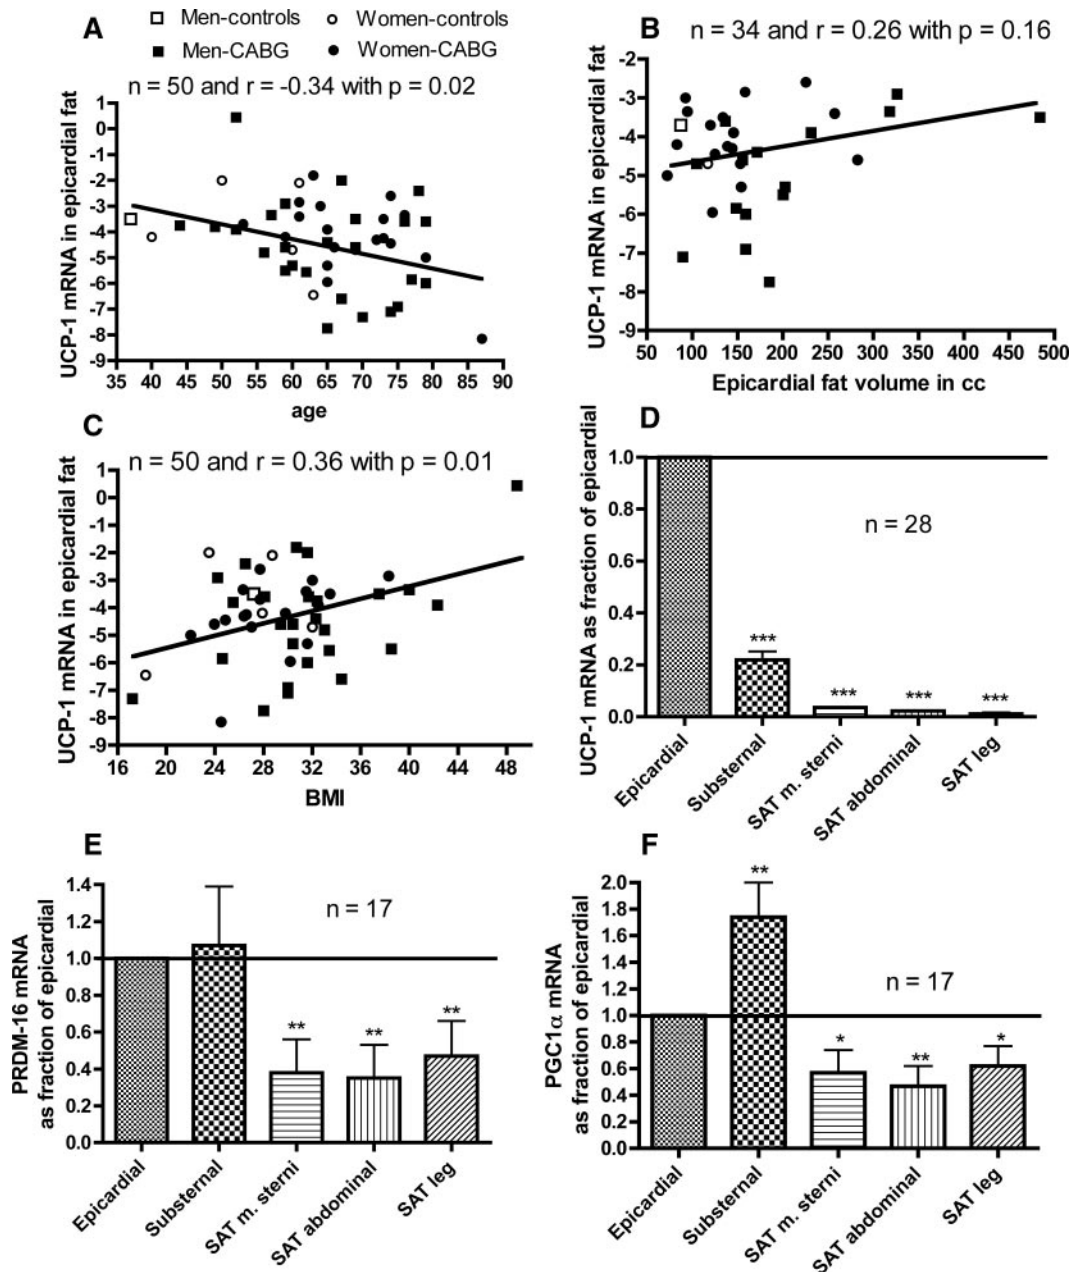 A
□ Men-controls ○ Women-controls
■ Men-CABG ● Women-CABG
n = 50 and r = -0.34 with p = 0.02
UCP-1 mRNA in epicardial fat
1
0
-1
-2
-3
-4
-5
-6
-7
-8
-9
35 40 45 50 55 60 65 70 75 80 85 90
age
B
n = 34 and r = 0.26 with p = 0.16
UCP-1 mRNA in epicardial fat
-2
-3
-4
-5
-6
-7
-8
-9
50 100 150 200 250 300 350 400 450 500
Epicardial fat volume in cc
C
n = 50 and r = 0.36 with p = 0.01
UCP-1 mRNA in epicardial fat
1
0
-1
-2
-3
-4
-5
-6
-7
-8
-9
16 20 24 28 32 36 40 44 48
BMI
D
UCP-1 mRNA as fraction of epicardial
1.0
0.8
0.6
0.4
0.2
0.0
n = 28
***
***
***
***
Epicardial
Substernal
SAT m. sterni
SAT abdominal
SAT leg
E
PRDM-16 mRNA
as fraction of epicardial
1.4
1.2
1.0
0.8
0.6
0.4
0.2
0.0
n = 17
**
**
**
Epicardial
Substernal
SAT m. sterni
SAT abdominal
SAT leg
F
PGC1α mRNA
as fraction of epicardial
2.0
1.8
1.6
1.4
1.2
1.0
0.8
0.6
0.4
0.2
0.0
**
n = 17
*
**
*
Epicardial
Substernal
SAT m. sterni
SAT abdominal
SAT leg